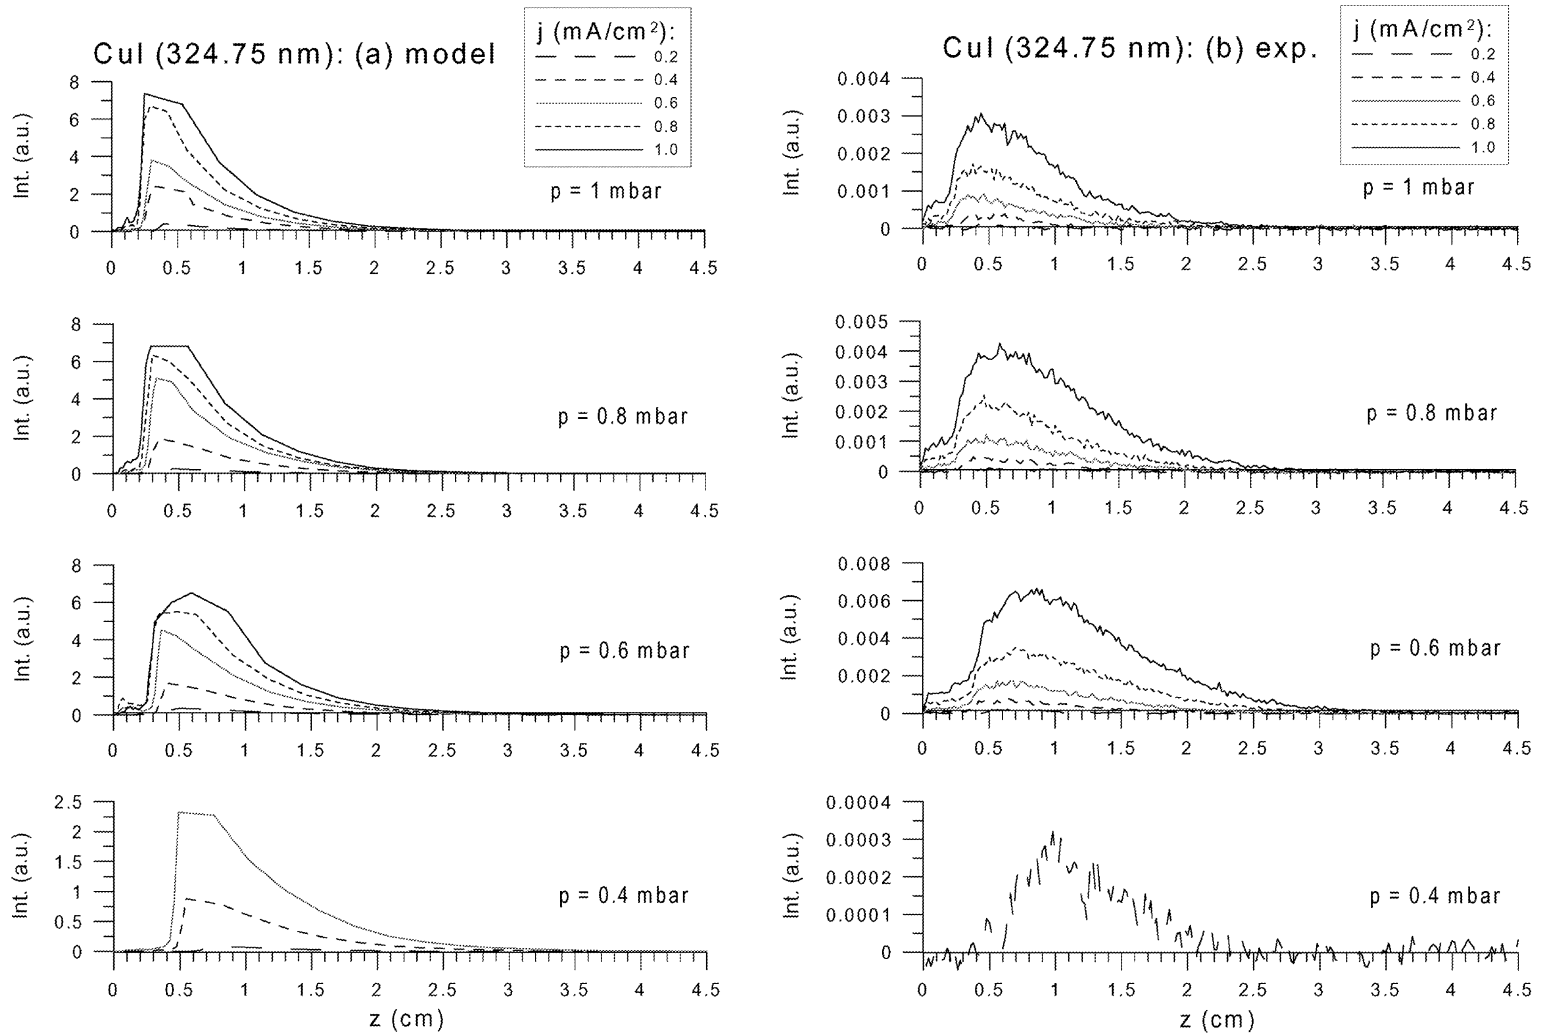 CuI (324.75 nm): (a) model
j (mA/cm²):
0.2
0.4
0.6
0.8
1.0
8
6
4
2
0
Int. (a.u.)
p = 1 mbar
0 0.5 1 1.5 2 2.5 3 3.5 4 4.5
8
6
4
2
0
Int. (a.u.)
p = 0.8 mbar
0 0.5 1 1.5 2 2.5 3 3.5 4 4.5
8
6
4
2
0
Int. (a.u.)
p = 0.6 mbar
0 0.5 1 1.5 2 2.5 3 3.5 4 4.5
2.5
2
1.5
1
0.5
0
Int. (a.u.)
p = 0.4 mbar
0 0.5 1 1.5 2 2.5 3 3.5 4 4.5
z (cm)
CuI (324.75 nm): (b) exp.
j (mA/cm²):
0.2
0.4
0.6
0.8
1.0
0.004
0.003
0.002
0.001
0
Int. (a.u.)
p = 1 mbar
0 0.5 1 1.5 2 2.5 3 3.5 4 4.5
0.005
0.005
0.003
0.002
0.001
0
Int. (a.u.)
p = 0.8 mbar
0 0.5 1 1.5 2 2.5 3 3.5 4 4.5
0.008
0.006
0.008
0.002
0
Int. (a.u.)
p = 0.6 mbar
0 0.5 1 1.5 2 2.5 3 3.5 4 4.5
0.0004
0.0003
0.0002
0.0001
0
Int. (a.u.)
p = 0.4 mbar
0 0.5 1 1.5 2 2.5 3 3.5 4 4.5
z (cm)